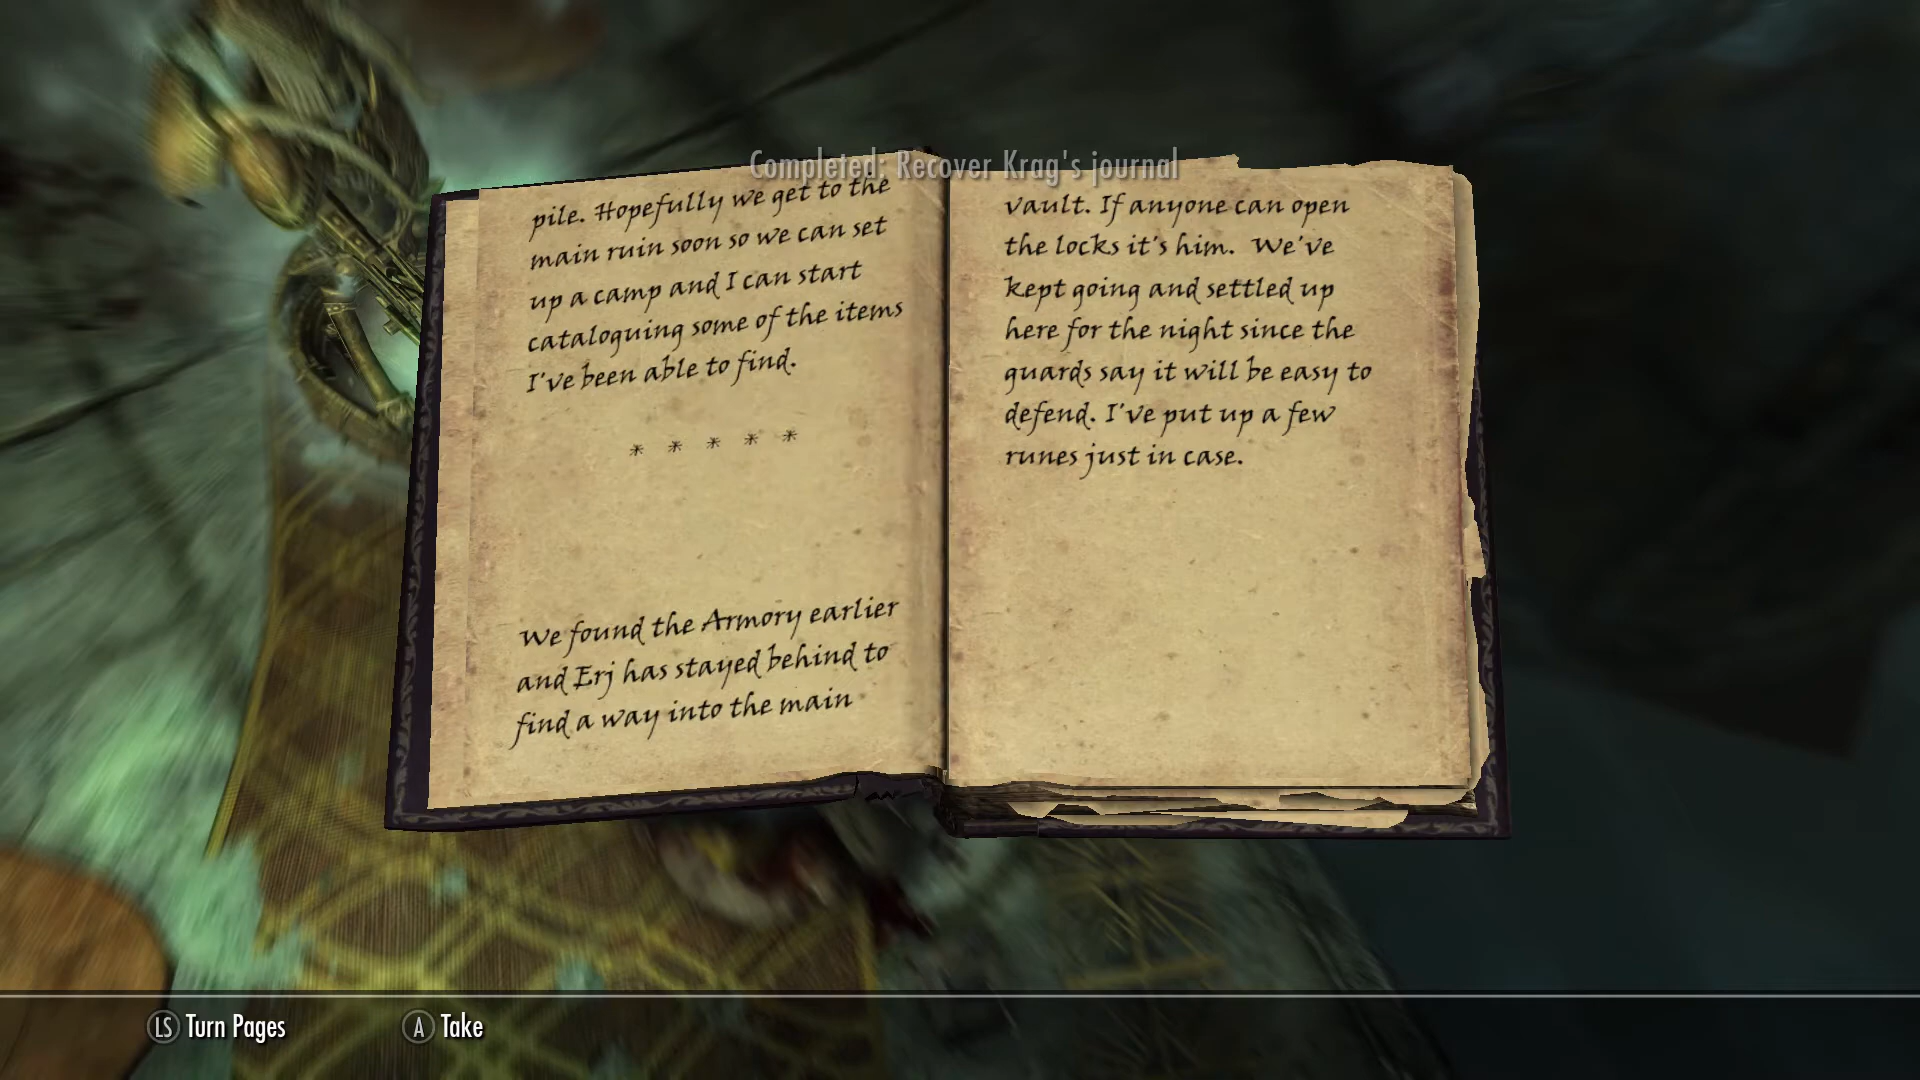 Completed: Recover Krag's journal
pile. Hopefully we get to the
main ruin soon so we can set
up a camp and I can start
cataloguing some of the items
I've been able to find.
* * * * *
We found the Armory earlier
and Erj has stayed behind to
find a way into the main
vault. If anyone can open
the locks it's him. We've
kept going and settled up
here for the night since the
guards say it will be easy to
defend. I've put up a few
runes just in case.
LS Turn Pages
A Take